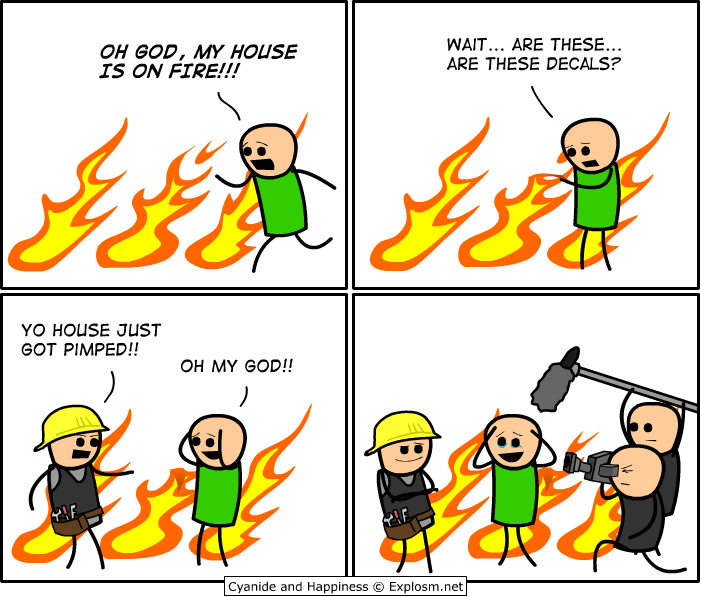 OH GOD, MY HOUSE
IS ON FIRE!!!
WAIT... ARE THESE...
ARE THESE DECALS?
YO HOUSE JUST
GOT PIMPED!!
OH MY GOD!!
Cyanide and Happiness © Explosm.net